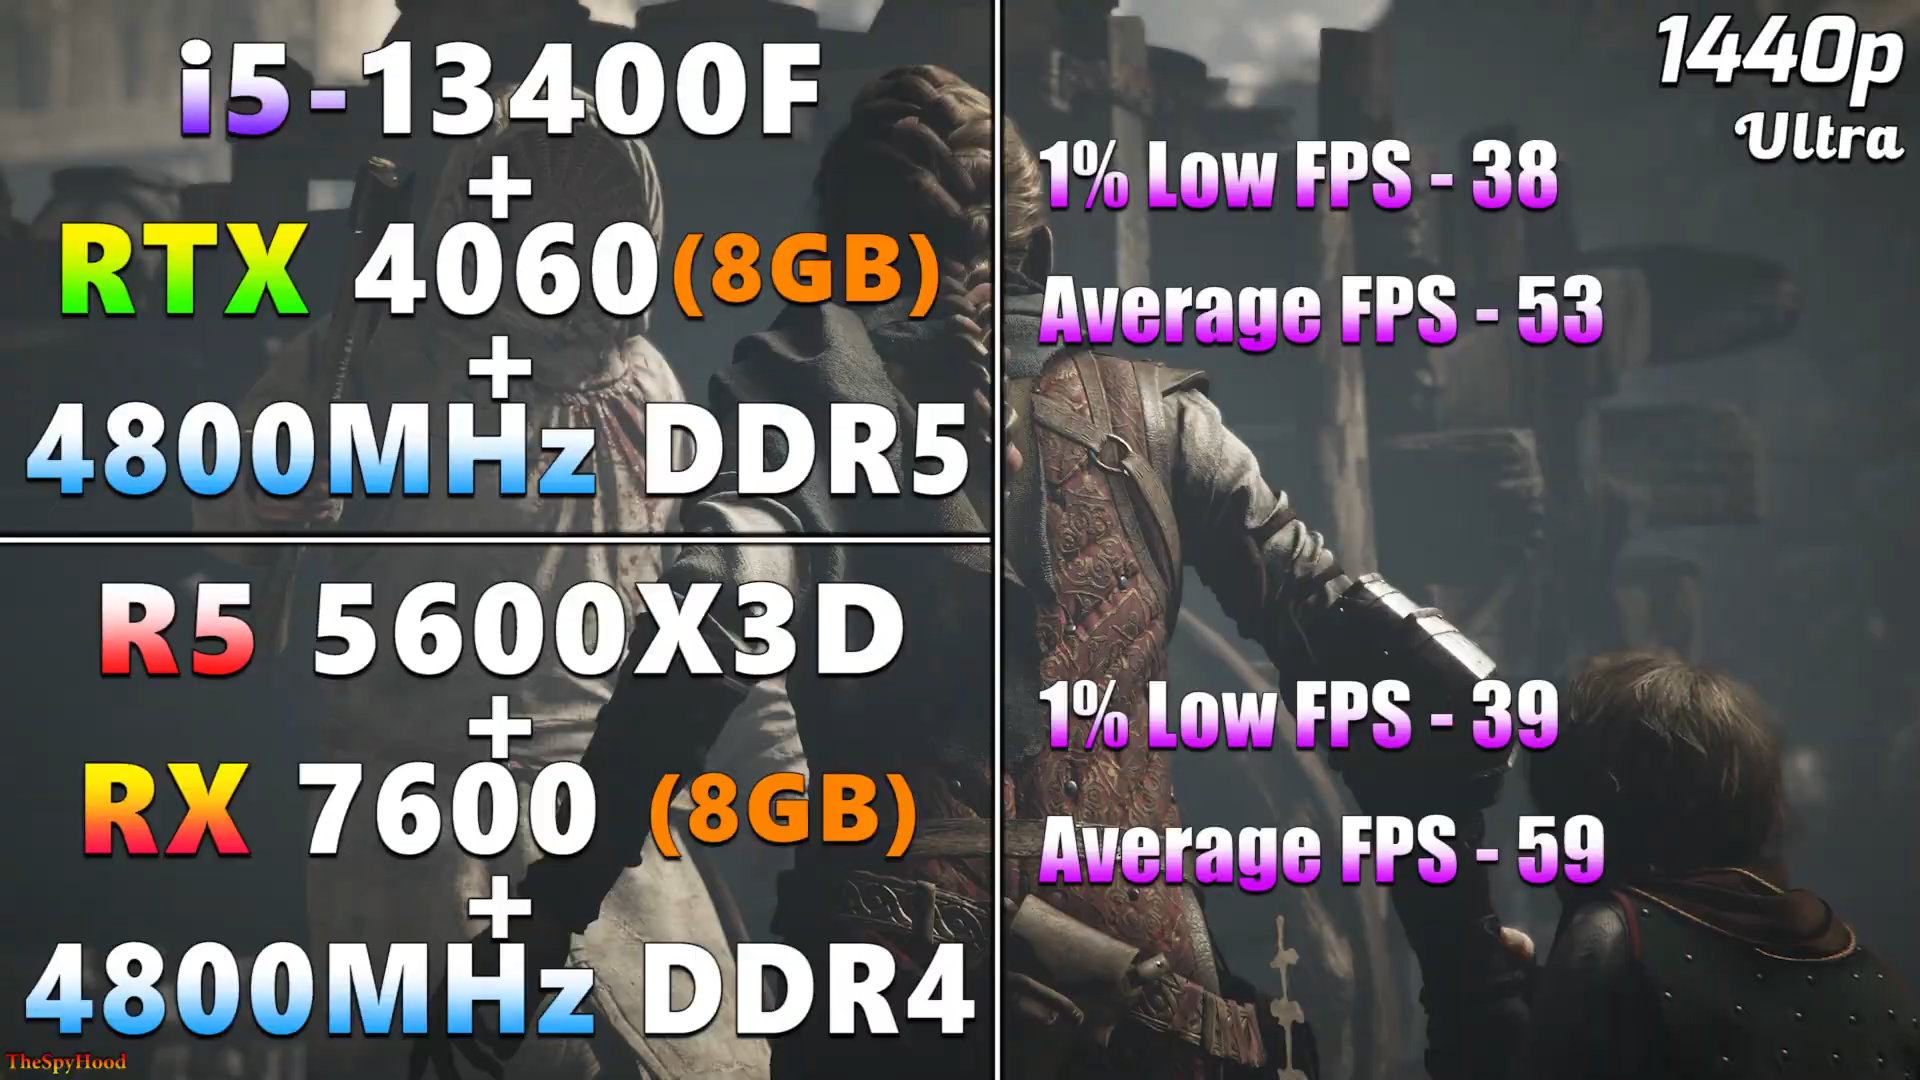 i5-13400F
+
RTX 4060(8GB)
+
4800MHz DDR5
1440p
Ultra
1% Low FPS - 38
Average FPS - 53
R5 5600X3D
+
RX 7600 (8GB)
+
4800MHz DDR4
1% Low FPS - 39
Average FPS - 59
TheSpyHood